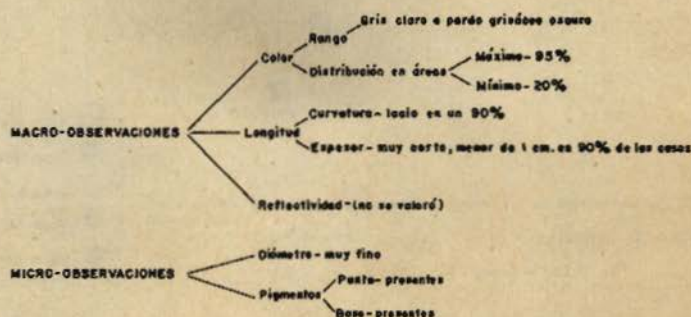 Gris claro a pardo grisáceo oscuro
Rango
Color
Máximo-95%
Distribución en áreas
Mínimo-20%
Curvatura-lacio en un 90%
MACRO-OBSERVACIONES
Longitud
Espesor-muy corto, menor de 1 cm. en 90% de los casos
Reflectividad-(no se valoró)
Diámetro-muy fino
MICRO-OBSERVACIONES
Punta-presentes
Pigmentos
Base-presentes